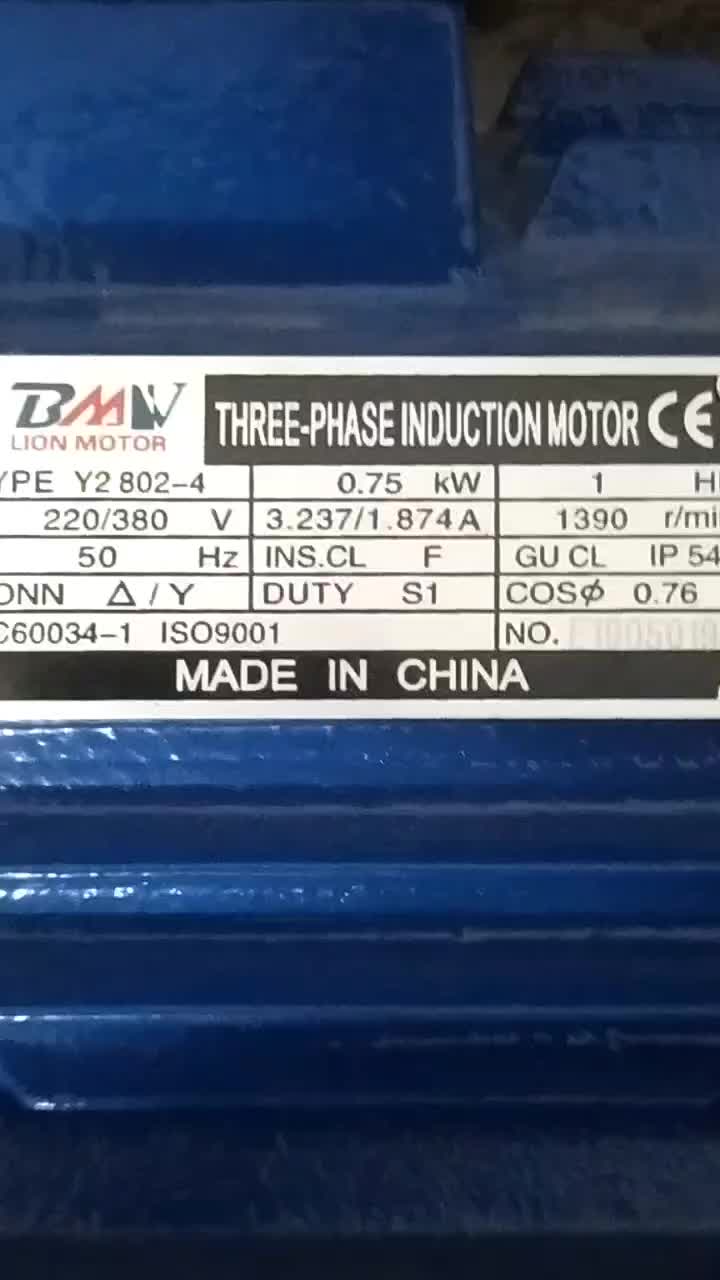 BMW THREE-PHASE INDUCTION MOTOR CE
LION MOTOR
YPE Y2 802-4 0.75 kW 1 H
220/380 V 3.237/1.874 A 1390 r/mi
50 Hz INS.CL F GU CL IP 54
ONN Δ/Y DUTY S1 COSϕ 0.76
C60034-1 ISO9001 NO.
MADE IN CHINA